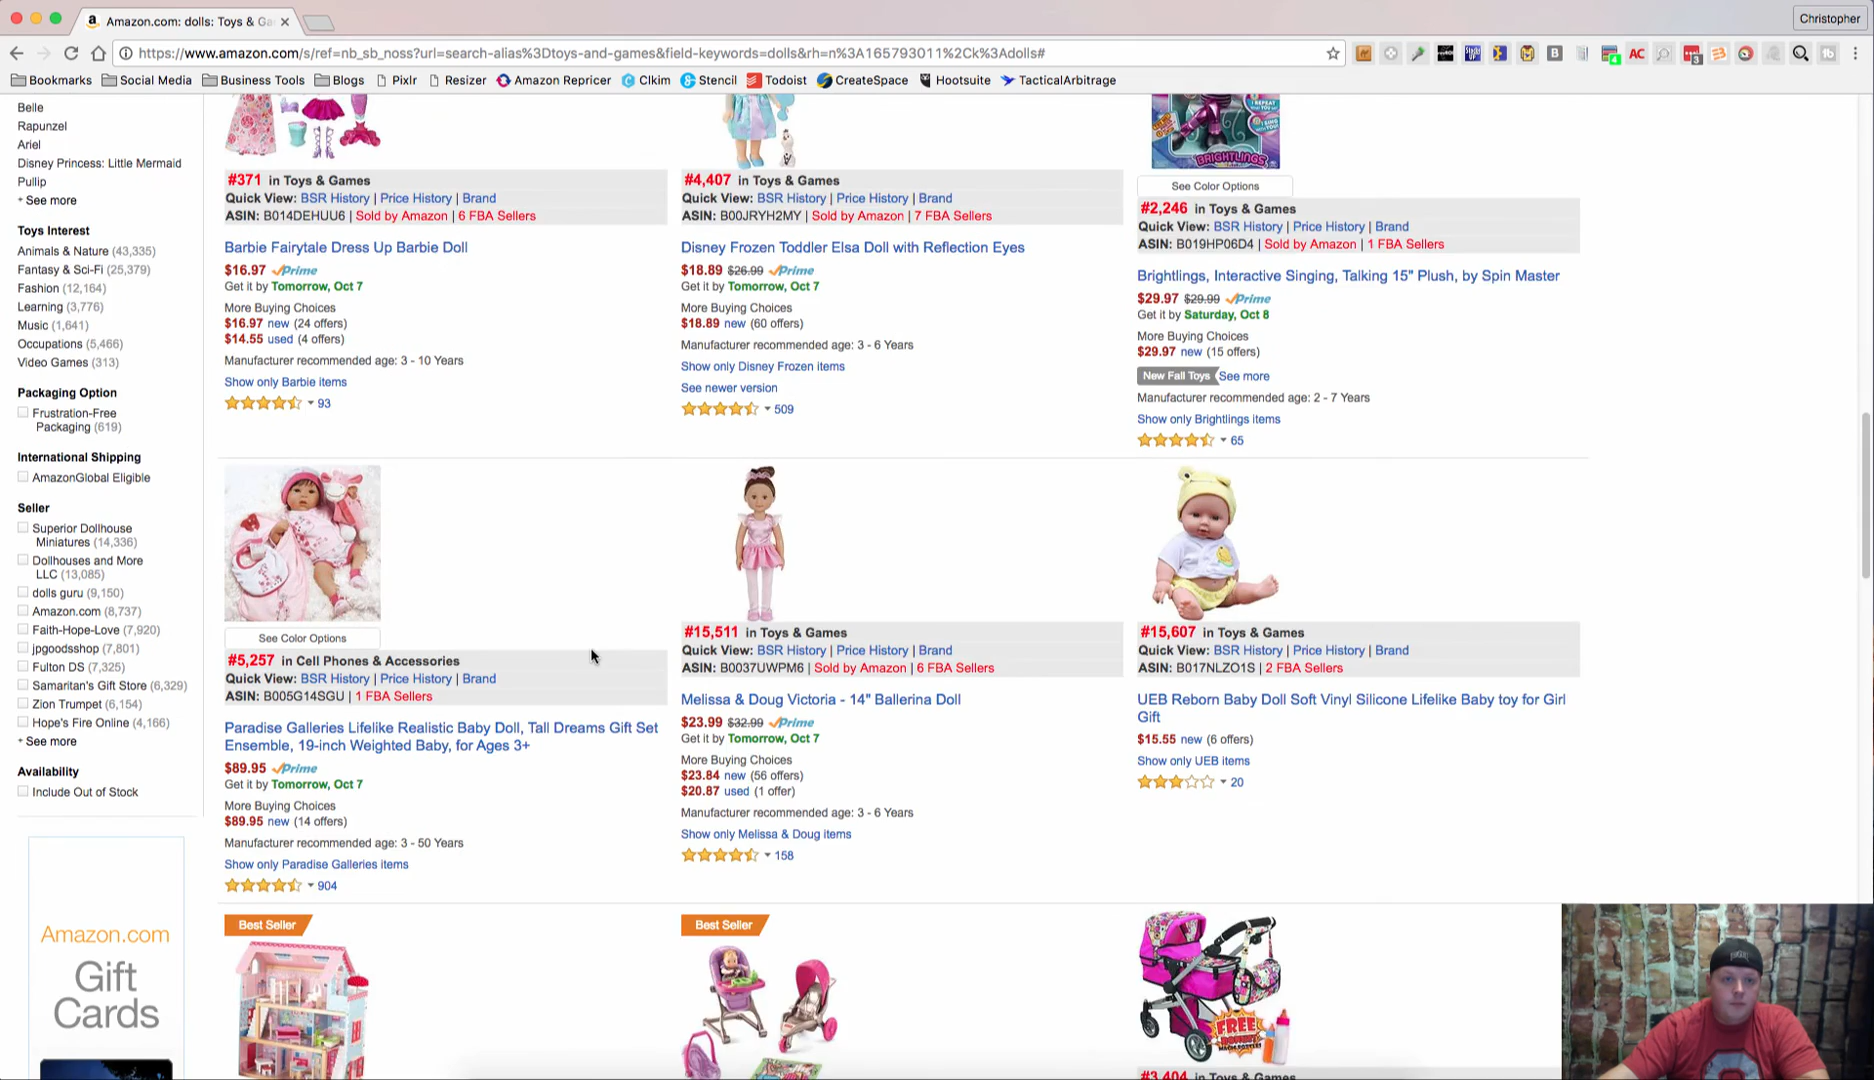 Amazon.com: dolls: Toys & Ga
Christopher
https://www.amazon.com/s/ref=nb_sb_noss?url=search-alias%3Dtoys-and-games&field-keywords=dolls&rh=n%3A165793011%2Ck%3Adolls#
Bookmarks Social Media Business Tools Blogs Pixlr Resizer Amazon Repricer Clkim Stencil Todoist CreateSpace Hootsuite TacticalArbitrage
Belle
Rapunzel
Ariel
Disney Princess: Little Mermaid
Pullip
+ See more
Toys Interest
Animals & Nature (43,335)
Fantasy & Sci-Fi (25,379)
Fashion (12,164)
Learning (3,776)
Music (1,641)
Occupations (5,466)
Video Games (313)
Packaging Option
Frustration-Free
Packaging (619)
International Shipping
AmazonGlobal Eligible
Seller
Superior Dollhouse
Miniatures (14,336)
Dollhouses and More
LLC (13,085)
dolls guru (9,150)
Amazon.com (8,737)
Faith-Hope-Love (7,920)
jpgoodsshop (7,801)
Fulton DS (7,325)
Samaritan's Gift Store (6,329)
Zion Trumpet (6,154)
Hope's Fire Online (4,166)
+ See more
Availability
Include Out of Stock
Amazon.com
Gift
Cards
#371 in Toys & Games
Quick View: BSR History | Price History | Brand
ASIN: B014DEHUU6 | Sold by Amazon | 6 FBA Sellers
Barbie Fairytale Dress Up Barbie Doll
$16.97 Prime
Get it by Tomorrow, Oct 7
More Buying Choices
$16.97 new (24 offers)
$14.55 used (4 offers)
Manufacturer recommended age: 3 - 10 Years
Show only Barbie items
93
#4,407 in Toys & Games
Quick View: BSR History | Price History | Brand
ASIN: B00JRYH2MY | Sold by Amazon | 7 FBA Sellers
Disney Frozen Toddler Elsa Doll with Reflection Eyes
$18.89 $26.99 Prime
Get it by Tomorrow, Oct 7
More Buying Choices
$18.89 new (60 offers)
Manufacturer recommended age: 3 - 6 Years
Show only Disney Frozen items
See newer version
509
I REPEAT
BRIGHTLINGS
See Color Options
#2,246 in Toys & Games
Quick View: BSR History | Price History | Brand
ASIN: B019HP06D4 | Sold by Amazon | 1 FBA Sellers
Brightlings, Interactive Singing, Talking 15" Plush, by Spin Master
$29.97 $29.99 Prime
Get it by Saturday, Oct 8
More Buying Choices
$29.97 new (15 offers)
New Fall Toys See more
Manufacturer recommended age: 2 - 7 Years
Show only Brightlings items
65
See Color Options
#5,257 in Cell Phones & Accessories
Quick View: BSR History | Price History | Brand
ASIN: B005G14SGU | 1 FBA Sellers
Paradise Galleries Lifelike Realistic Baby Doll, Tall Dreams Gift Set
Ensemble, 19-inch Weighted Baby, for Ages 3+
$89.95 Prime
Get it by Tomorrow, Oct 7
More Buying Choices
$89.95 new (14 offers)
Manufacturer recommended age: 3 - 50 Years
Show only Paradise Galleries items
904
#15,511 in Toys & Games
Quick View: BSR History | Price History | Brand
ASIN: B0037UWPM6 | Sold by Amazon | 6 FBA Sellers
Melissa & Doug Victoria - 14" Ballerina Doll
$23.99 $32.99 Prime
Get it by Tomorrow, Oct 7
More Buying Choices
$23.84 new (56 offers)
$20.87 used (1 offer)
Manufacturer recommended age: 3 - 6 Years
Show only Melissa & Doug items
158
#15,607 in Toys & Games
Quick View: BSR History | Price History | Brand
ASIN: B017NLZO1S | 2 FBA Sellers
UEB Reborn Baby Doll Soft Vinyl Silicone Lifelike Baby toy for Girl
Gift
$15.55 new (6 offers)
Show only UEB items
20
Best Seller
Best Seller
FREE
#3,404 in Toys & Games